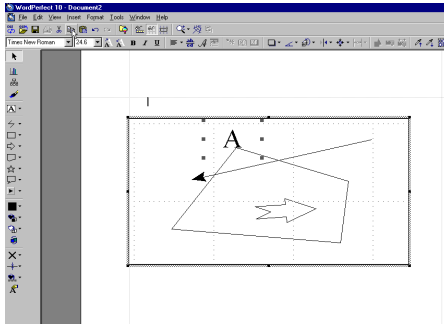 WordPerfect 10 - Document2
File Edit View Insert Format Tools Window Help
Times New Roman 24.6 B I U
A
A